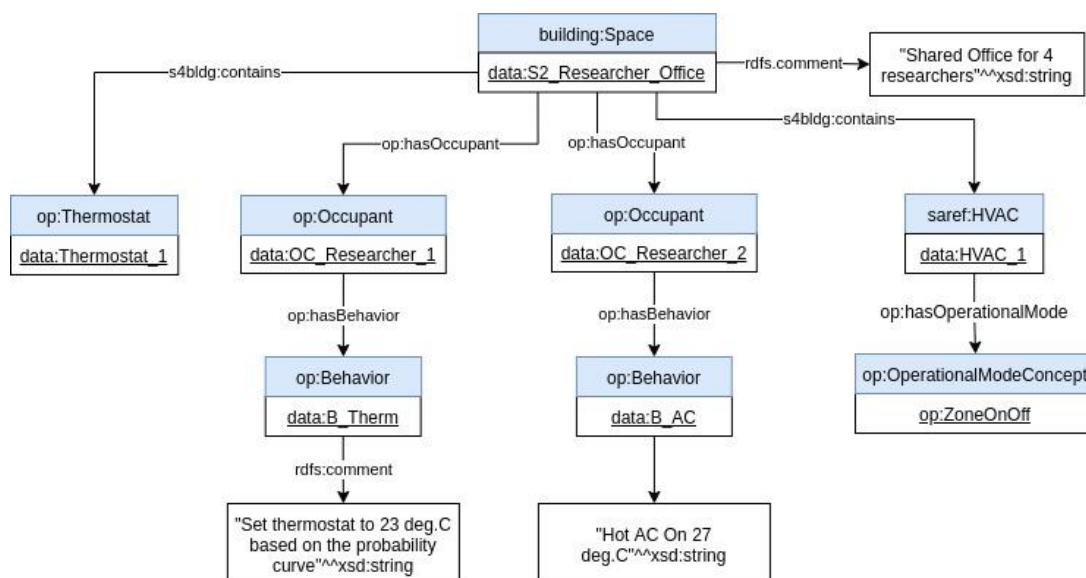 building:Space
data:S2_Researcher_Office
rdfs.comment
"Shared Office for 4
researchers"^^xsd:string
s4bldg:contains
op:hasOccupant
op:hasOccupant
s4bldg:contains
op:Thermostat
data:Thermostat_1
op:Occupant
data:OC_Researcher_1
op:Occupant
data:OC_Researcher_2
saref:HVAC
data:HVAC_1
op:hasBehavior
op:hasBehavior
op:hasOperationalMode
op:Behavior
data:B_Therm
op:Behavior
data:B_AC
op:OperationalModeConcept
op:ZoneOnOff
rdfs:comment
"Set thermostat to 23 deg.C
based on the probability
curve"^^xsd:string
"Hot AC On 27
deg.C"^^xsd:string